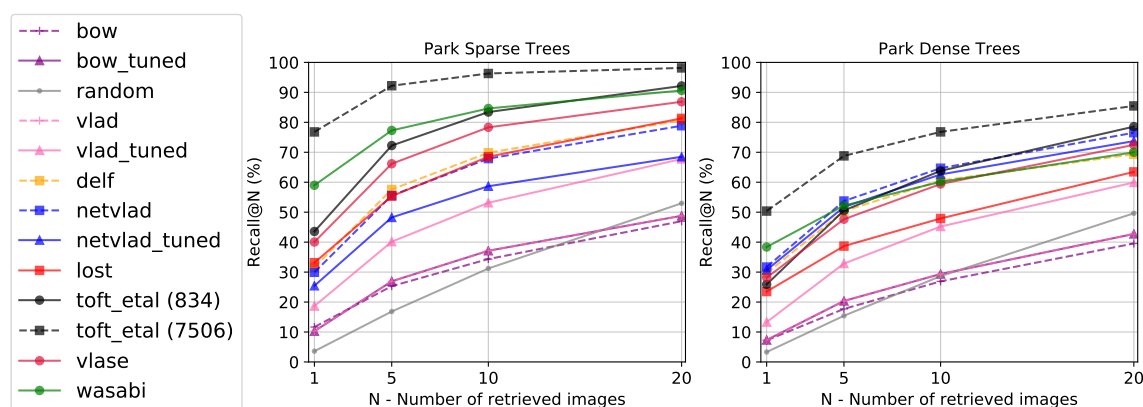 bow
bow_tuned
random
vlad
vlad_tuned
delf
netvlad
netvlad_tuned
lost
toft_etal (834)
toft_etal (7506)
vlase
wasabi
Park Sparse Trees
Recall@N (%)
100
90
80
70
60
50
40
30
20
10
0
1 5 10 20
N - Number of retrieved images
Park Dense Trees
Recall@N (%)
100
90
80
70
60
50
40
30
20
10
0
1 5 10 20
N - Number of retrieved images